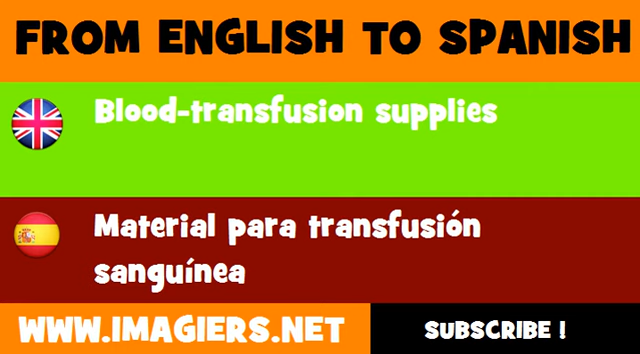 FROM ENGLISH TO SPANISH
Blood-transfusion supplies
Material para transfusión
sanguínea
WWW.IMAGIERS.NET
SUBSCRIBE !